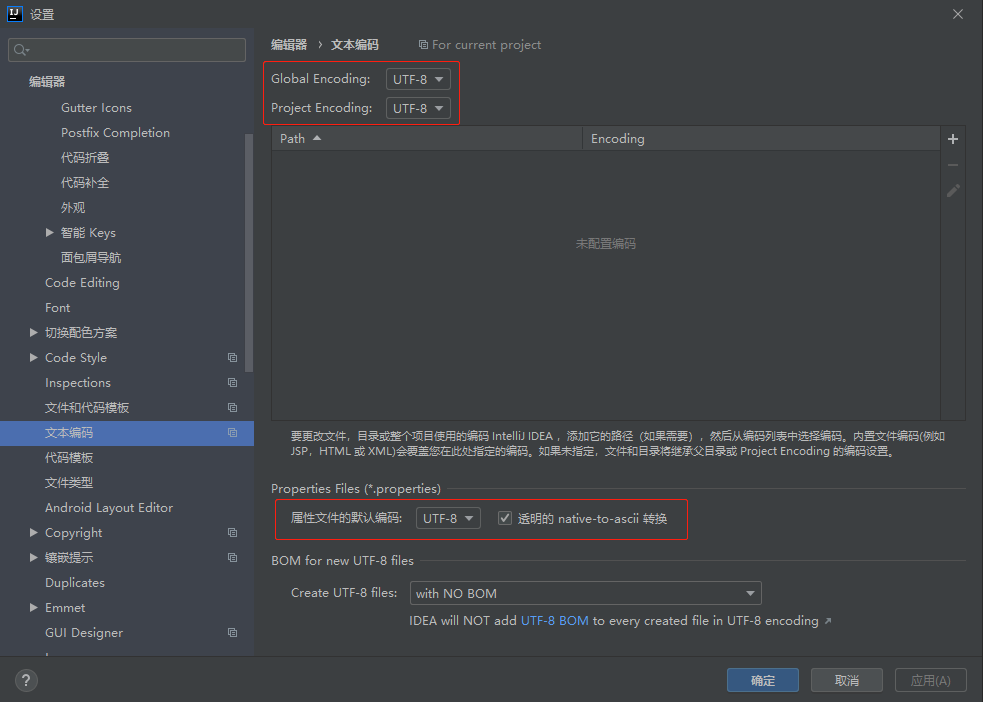 设置
编辑器
Gutter Icons
Postfix Completion
代码折叠
代码补全
外观
智能 Keys
面包屑导航
Code Editing
Font
切换配色方案
Code Style
Inspections
文件和代码模板
文本编码
代码模板
文件类型
Android Layout Editor
Copyright
镶嵌提示
Duplicates
Emmet
GUI Designer
编辑器 › 文本编码 For current project
Global Encoding: UTF-8
Project Encoding: UTF-8
Path Encoding
未配置编码
要更改文件，目录或整个项目使用的编码 IntelliJ IDEA ，添加它的路径（如果需要），然后从编码列表中选择编码。内置文件编码(例如
JSP，HTML 或 XML)会覆盖您在此处指定的编码。如果未指定，文件和目录将继承父目录或 Project Encoding 的编码设置。
Properties Files (*.properties)
属性文件的默认编码: UTF-8 透明的 native-to-ascii 转换
BOM for new UTF-8 files
Create UTF-8 files: with NO BOM
IDEA will NOT add UTF-8 BOM to every created file in UTF-8 encoding ↗
?
确定 取消 应用(A)